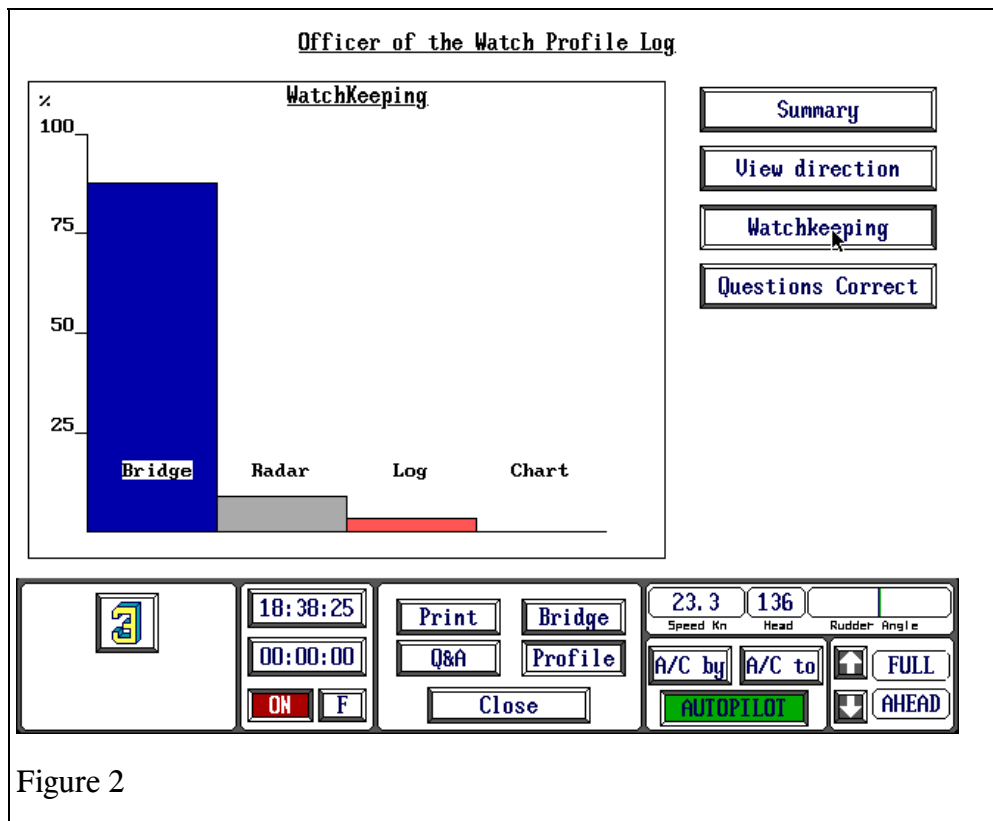 Officer of the Watch Profile Log
%
WatchKeeping
100
75
50
25
Bridge Radar Log Chart
Summary
View direction
Watchkeeping
Questions Correct
3
18:38:25
00:00:00
ON F
Print Bridge
Q&A Profile
Close
23.3 136
Speed Kn Head Rudder Angle
A/C by A/C to FULL
AUTOPILOT AHEAD
Figure 2